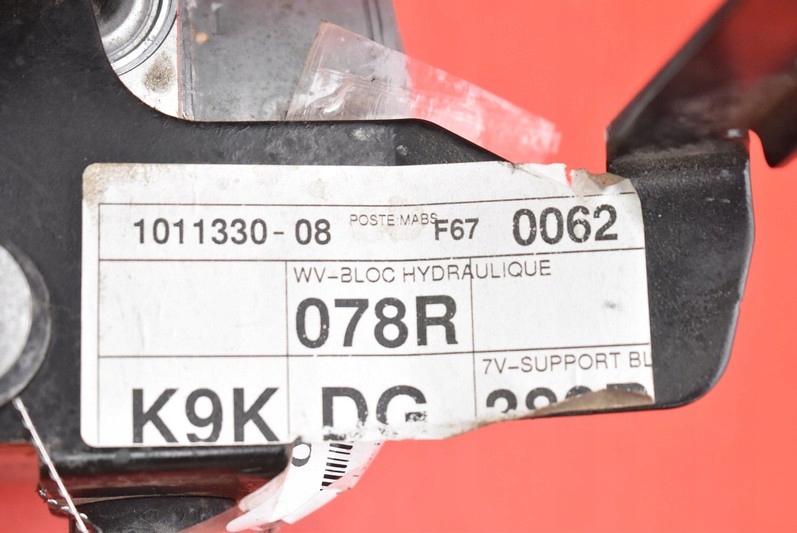 1011330-08 POSTE:MABS F67 0062
WV-BLOC HYDRAULIQUE
078R
7V-SUPPORT BL
K9K DG